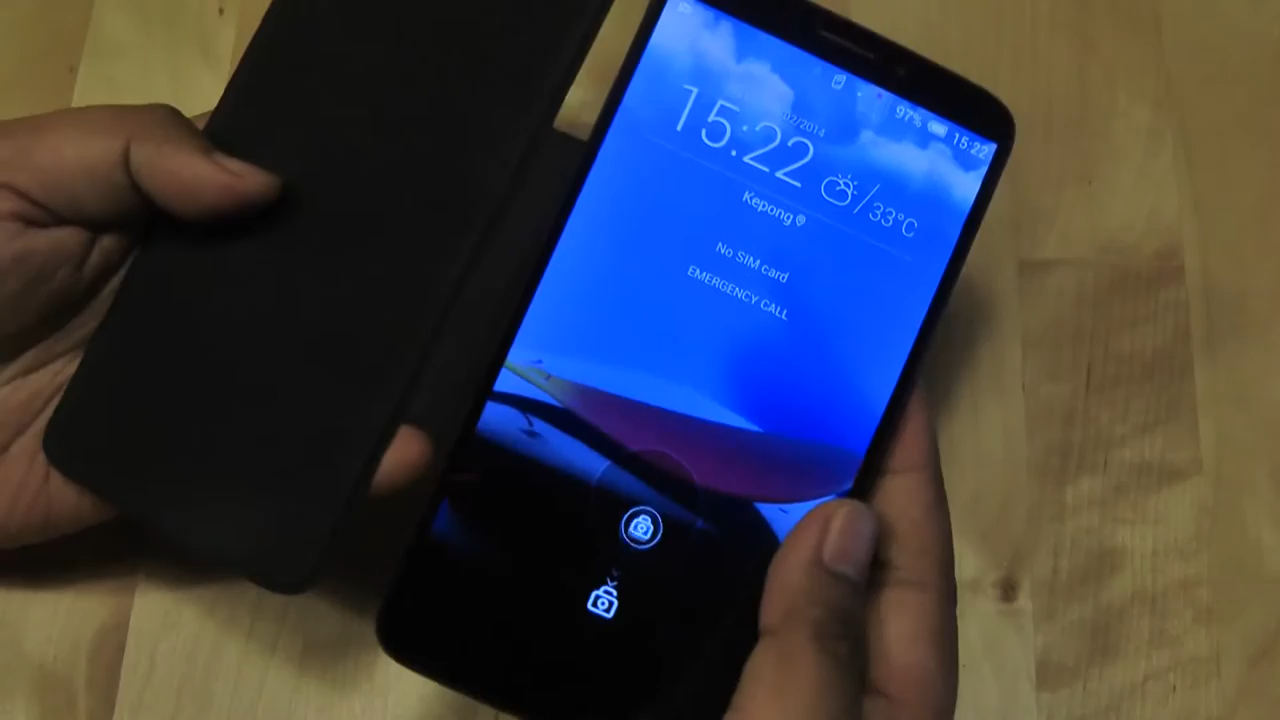 97% 15:22
02/2014
15:22
33°C
Kepong
No SIM card
EMERGENCY CALL